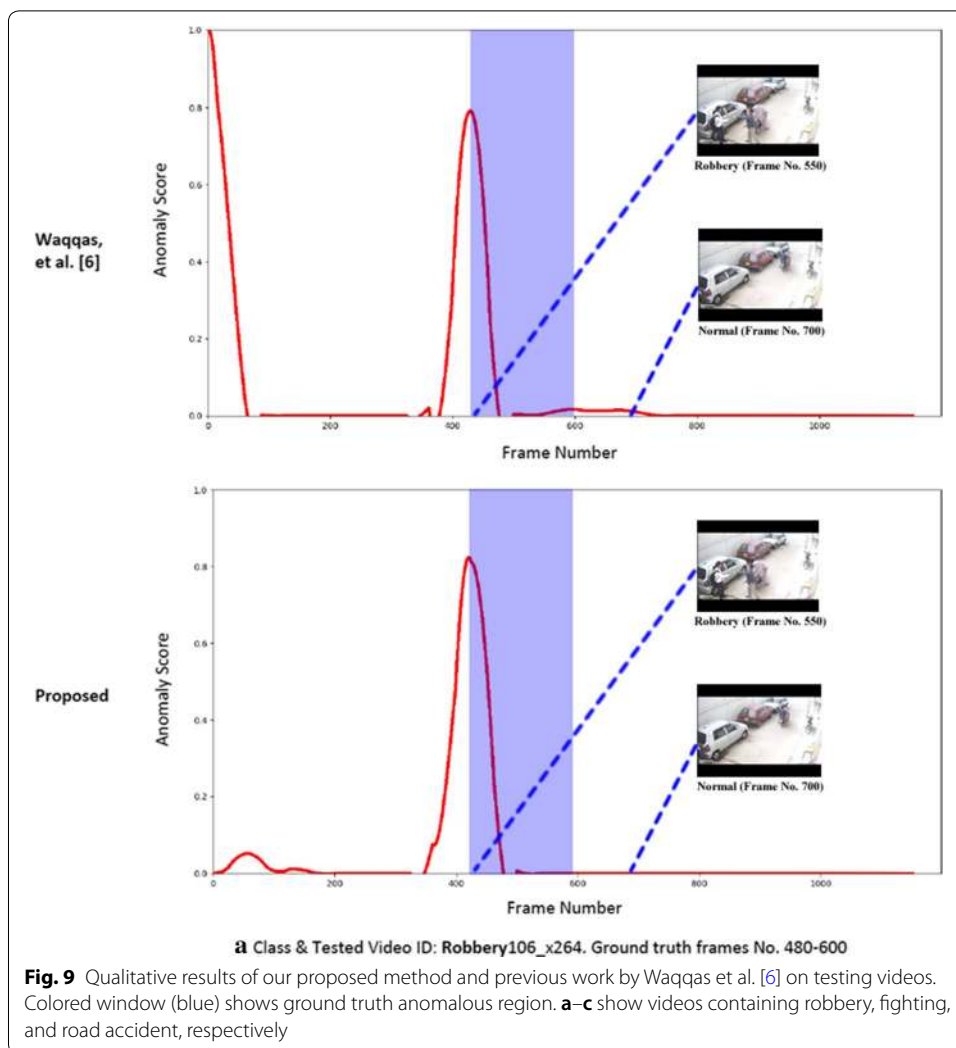 1.0
0.8
0.6
0.4
0.2
0.0
Anomaly Score
Waqqas,
et al. [6]
Robbery (Frame No. 550)
Normal (Frame No. 700)
0 200 400 600 800 1000
Frame Number
1.0
0.8
0.6
0.4
0.2
0.0
Anomaly Score
Proposed
Robbery (Frame No. 550)
Normal (Frame No. 700)
0 200 400 600 800 1000
Frame Number
a Class & Tested Video ID: Robbery106_x264. Ground truth frames No. 480-600
Fig. 9 Qualitative results of our proposed method and previous work by Waqqas et al. [6] on testing videos.
Colored window (blue) shows ground truth anomalous region. a–c show videos containing robbery, fighting,
and road accident, respectively